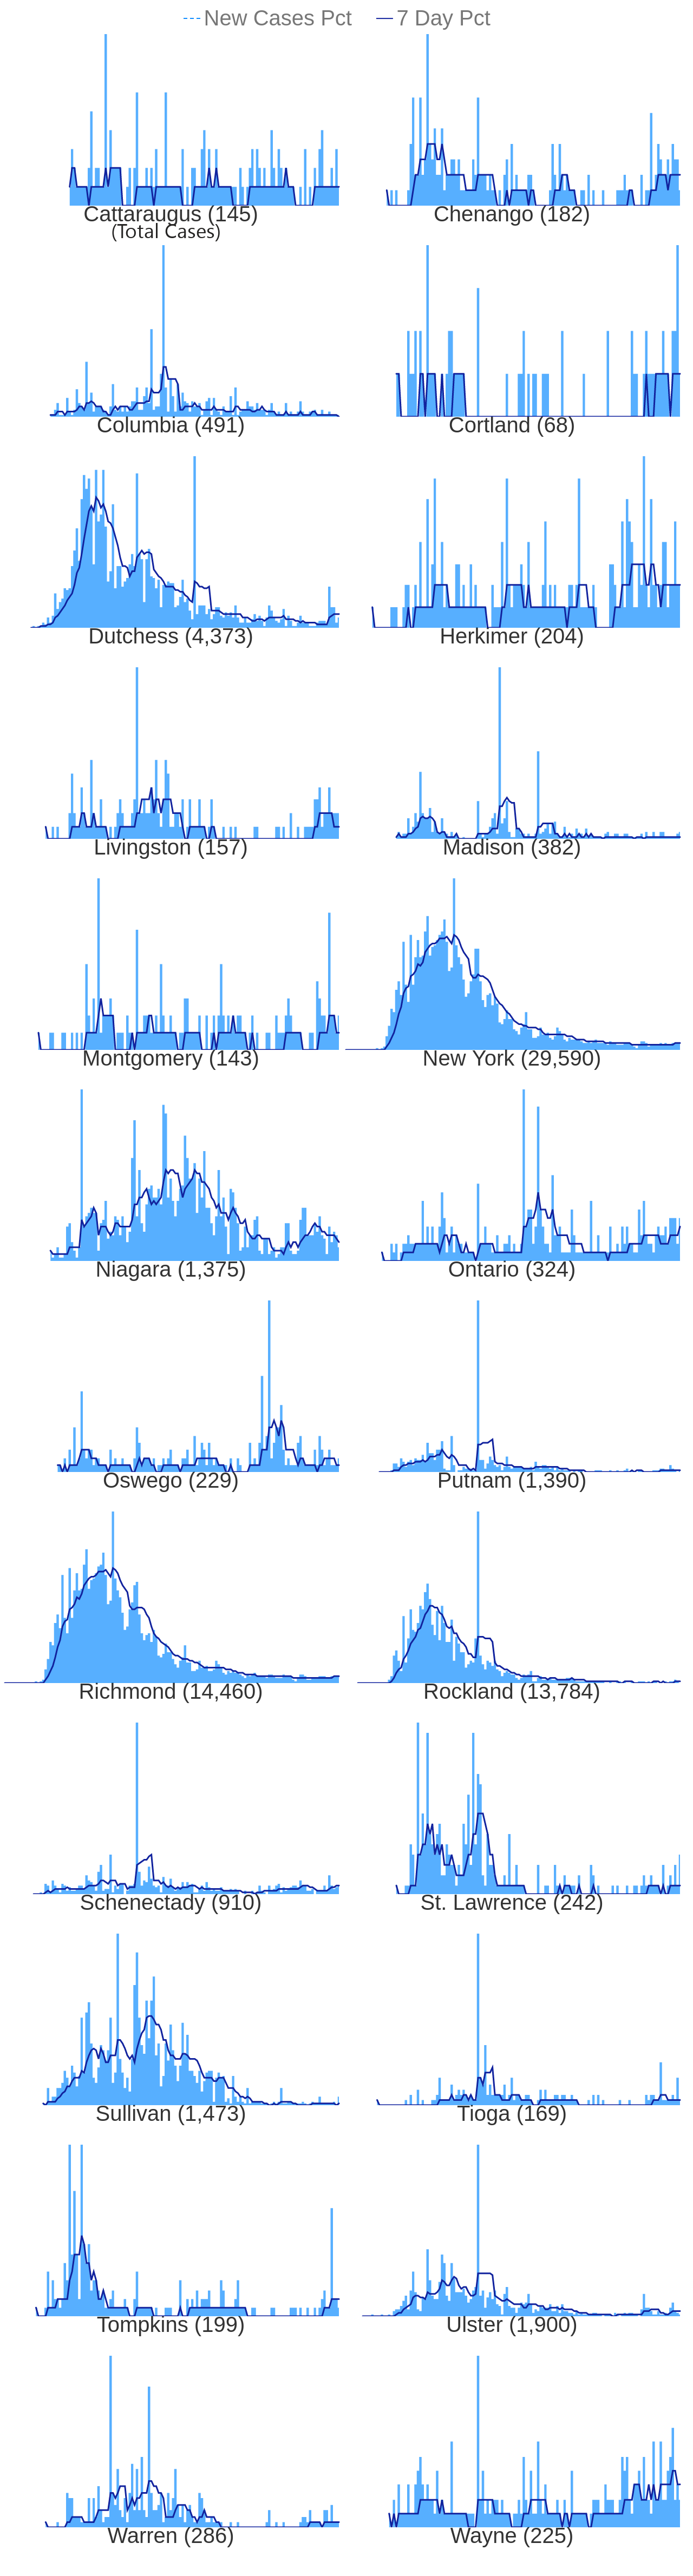 New Cases Pct 7 Day Pct
Cattaraugus (145) Chenango (182)
(Total Cases)
Columbia (491) Cortland (68)
Dutchess (4,373) Herkimer (204)
Livingston (157) Madison (382)
Montgomery (143) New York (29,590)
Niagara (1,375) Ontario (324)
Oswego (229) Putnam (1,390)
Richmond (14,460) Rockland (13,784)
Schenectady (910) St. Lawrence (242)
Sullivan (1,473) Tioga (169)
Tompkins (199) Ulster (1,900)
Warren (286) Wayne (225)